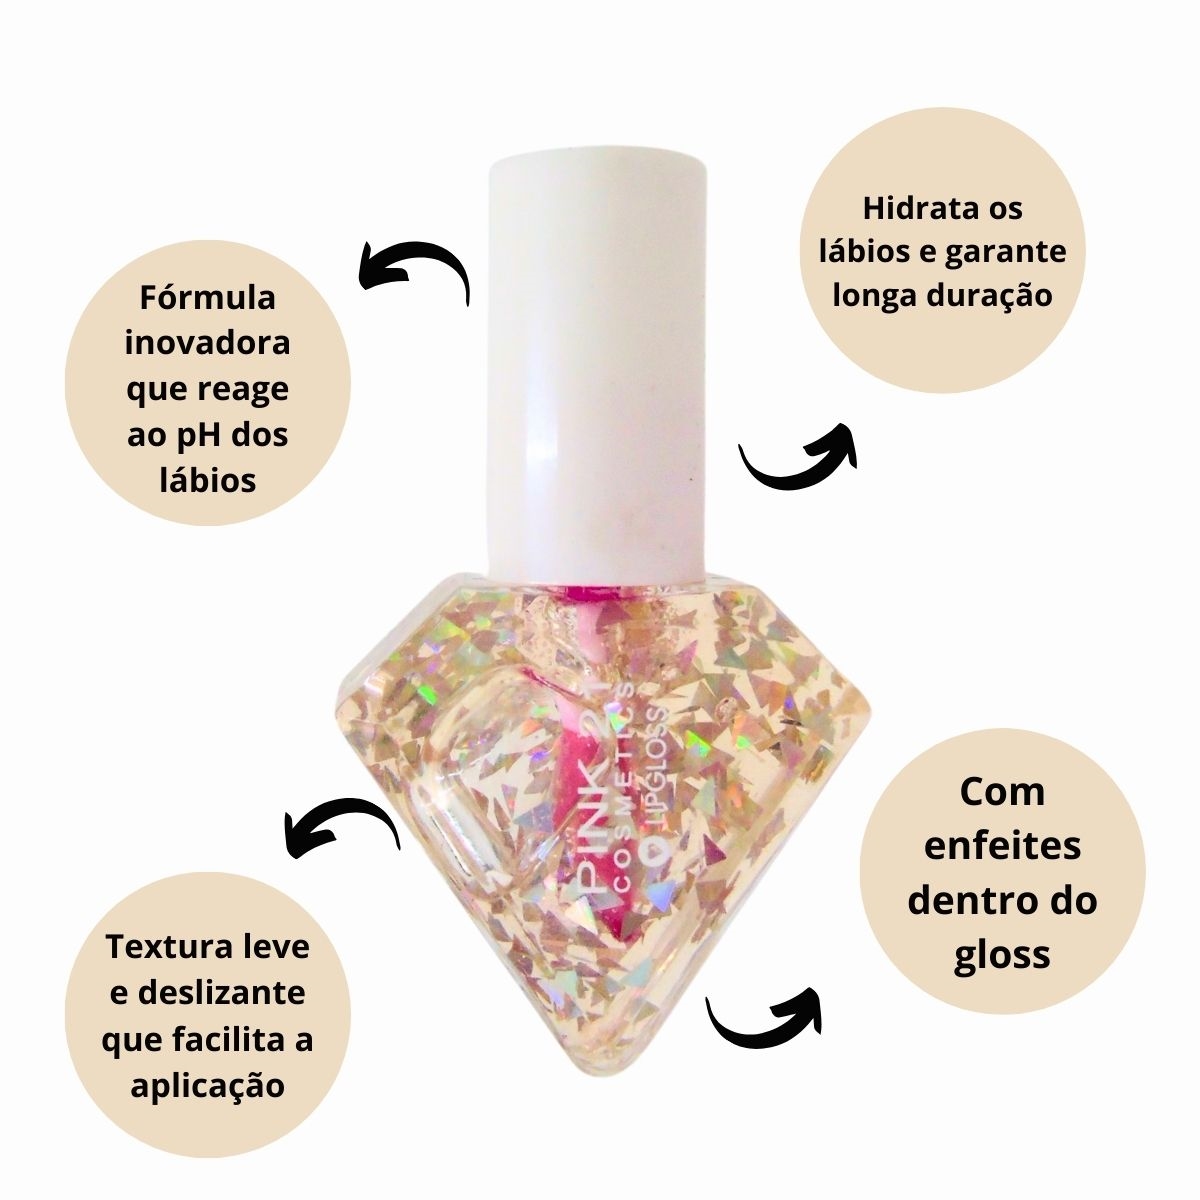 Hidrata os
lábios e garante
longa duração
Fórmula
inovadora
que reage
ao pH dos
lábios
PINK 21
COSMETICS
LIPGLOSS
Com
enfeites
dentro do
gloss
Textura leve
e deslizante
que facilita a
aplicação